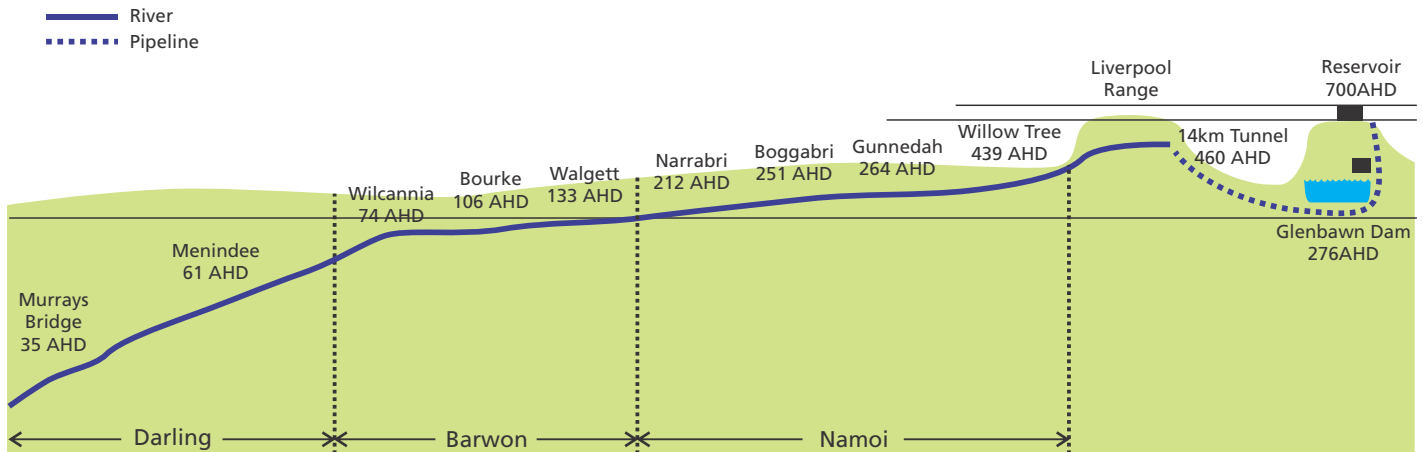 River
Pipeline
Liverpool
Range
Reservoir
700AHD
Murrays
Bridge
35 AHD
Menindee
61 AHD
Wilcannia
74 AHD
Bourke
106 AHD
Walgett
133 AHD
Narrabri
212 AHD
Boggabri
251 AHD
Gunnedah
264 AHD
Willow Tree
439 AHD
14km Tunnel
460 AHD
Glenbawn Dam
276AHD
Darling
Barwon
Namoi